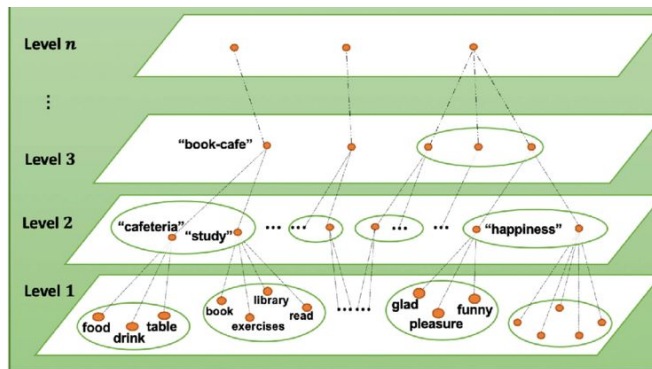 Level n
⋮
"book-cafe"
Level 3
Level 2
"cafeteria"
"study"
... ...
...
...
"happiness"
Level 1
food
drink
table
book
library
exercises
read
......
glad
pleasure
funny